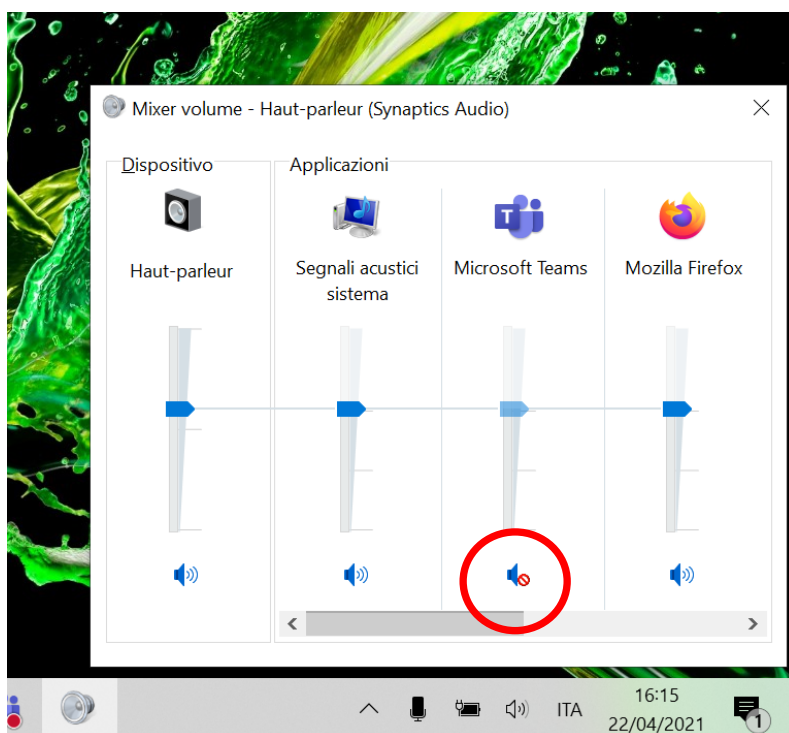 Mixer volume - Haut-parleur (Synaptics Audio)
Dispositivo
Applicazioni
Haut-parleur
Segnali acustici
sistema
Microsoft Teams
Mozilla Firefox
ITA
16:15
22/04/2021
1